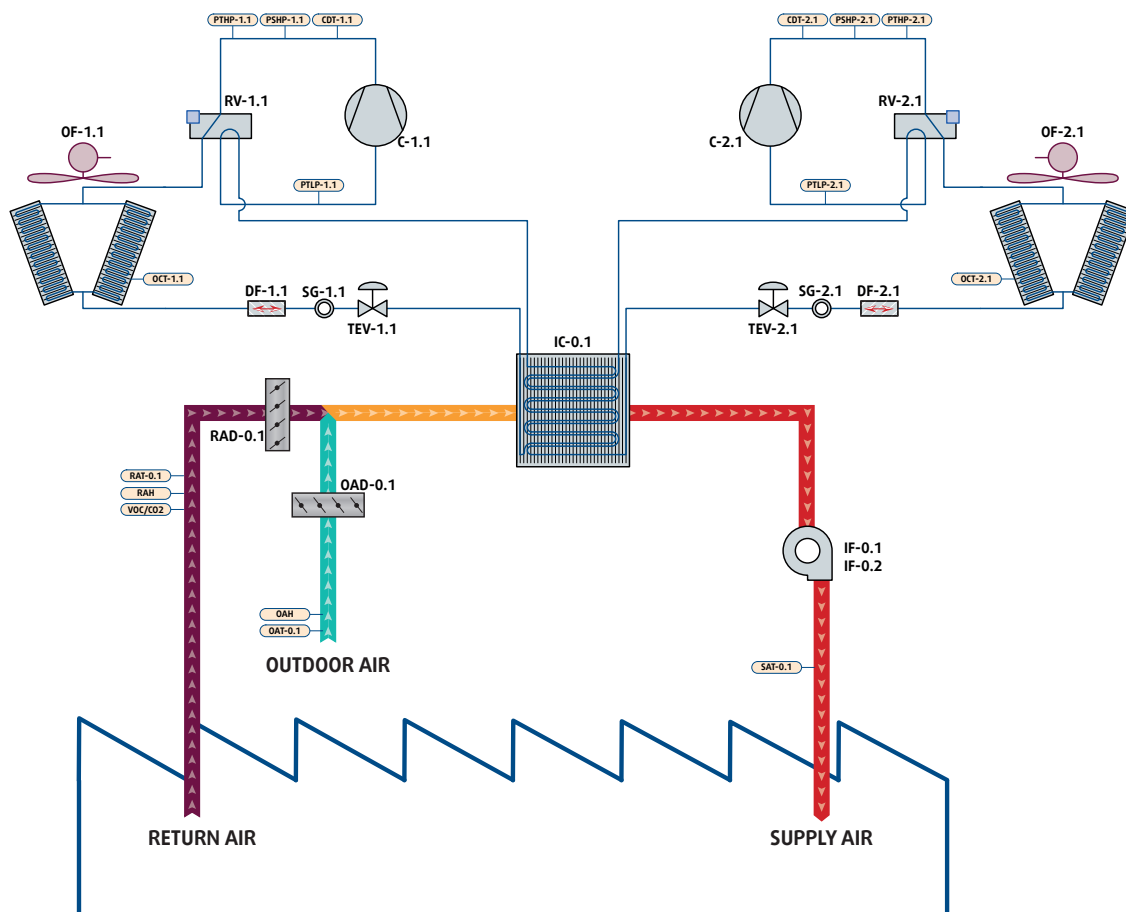 PTHP-1.1
PSHP-1.1
CDT-1.1
CDT-2.1
PSHP-2.1
PTHP-2.1
RV-1.1
RV-2.1
OF-1.1
C-1.1
C-2.1
OF-2.1
PTLP-1.1
PTLP-2.1
OCT-1.1
OCT-2.1
DF-1.1
SG-1.1
TEV-1.1
SG-2.1
DF-2.1
TEV-2.1
IC-0.1
RAD-0.1
RAT-0.1
RAH
VOC/CO2
OAD-0.1
IF-0.1
IF-0.2
OAH
OAT-0.1
OUTDOOR AIR
SAT-0.1
RETURN AIR
SUPPLY AIR